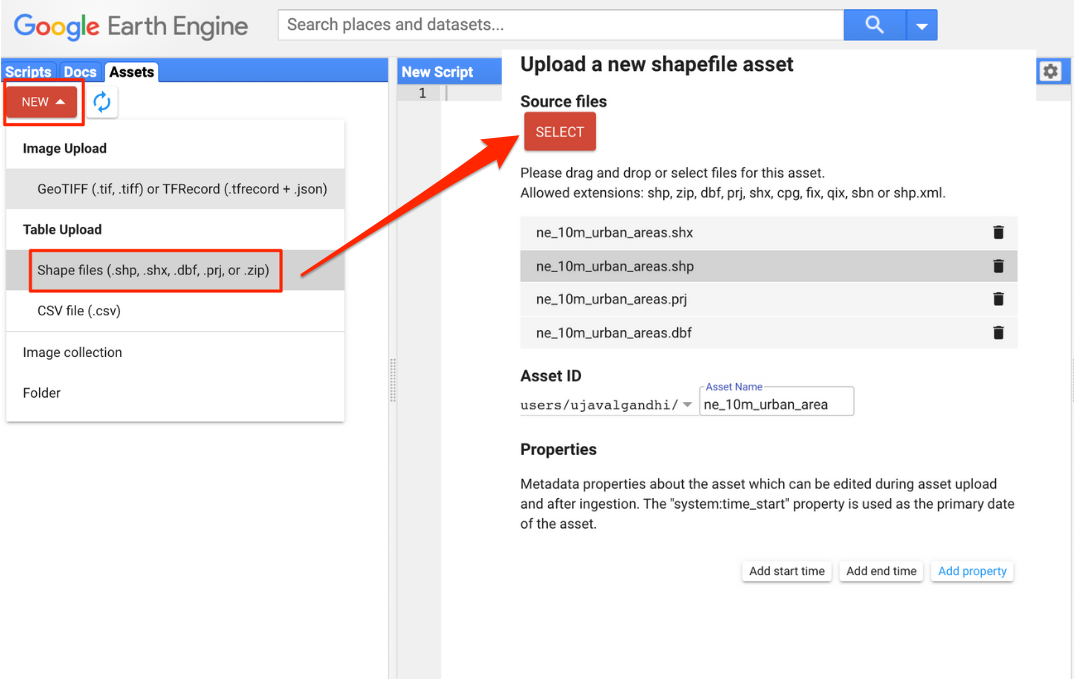 Google Earth Engine
Search places and datasets...
Scripts
Docs
Assets
NEW
Image Upload
GeoTIFF (.tif, .tiff) or TFRecord (.tfrecord + .json)
Table Upload
Shape files (.shp, .shx, .dbf, .prj, or .zip)
CSV file (.csv)
Image collection
Folder
New Script
1
Upload a new shapefile asset
Source files
SELECT
Please drag and drop or select files for this asset.
Allowed extensions: shp, zip, dbf, prj, shx, cpg, fix, qix, sbn or shp.xml.
ne_10m_urban_areas.shx
ne_10m_urban_areas.shp
ne_10m_urban_areas.prj
ne_10m_urban_areas.dbf
Asset ID
users/ujavalgandhi/
Asset Name
ne_10m_urban_area
Properties
Metadata properties about the asset which can be edited during asset upload
and after ingestion. The "system:time_start" property is used as the primary date
of the asset.
Add start time
Add end time
Add property